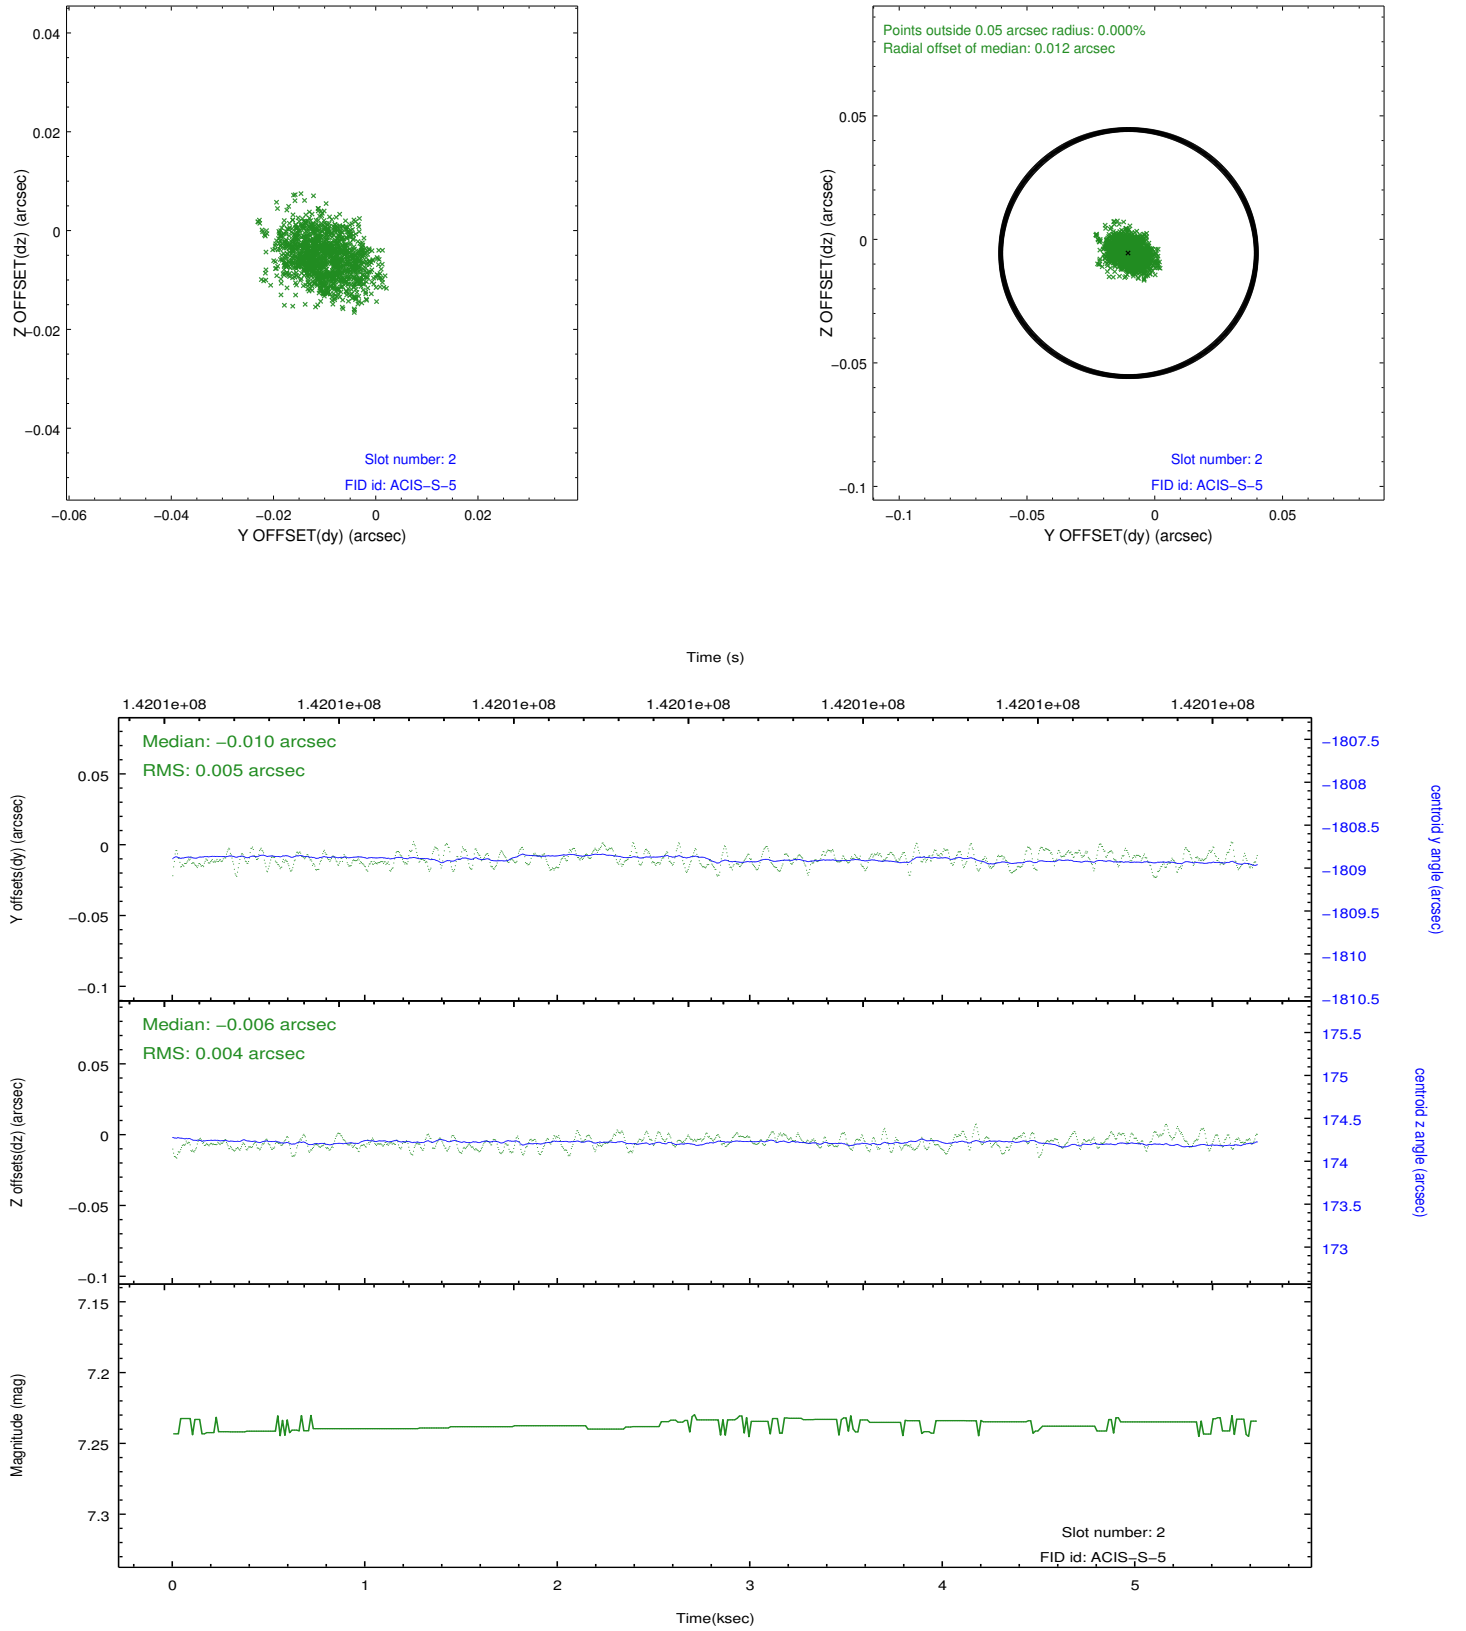 0.04
0.02
0
−0.02
−0.04
Z OFFSET(dz) (arcsec)
Slot number: 2
FID id: ACIS−S−5
−0.06
−0.04
−0.02
0
0.02
Y OFFSET(dy) (arcsec)
Points outside 0.05 arcsec radius: 0.000%
Radial offset of median: 0.012 arcsec
0.05
0
−0.05
−0.1
Z OFFSET(dz) (arcsec)
Slot number: 2
FID id: ACIS−S−5
−0.1
−0.05
0
0.05
Y OFFSET(dy) (arcsec)
Time (s)
1.4201e+08
1.4201e+08
1.4201e+08
1.4201e+08
1.4201e+08
1.4201e+08
1.4201e+08
Median: −0.010 arcsec
RMS: 0.005 arcsec
0.05
0
−0.05
−0.1
Y offsets(dy) (arcsec)
−1807.5
−1808
−1808.5
−1809
−1809.5
−1810
−1810.5
centroid y angle (arcsec)
Median: −0.006 arcsec
RMS: 0.004 arcsec
0.05
0
−0.05
−0.1
Z offsets(dz) (arcsec)
175.5
175
174.5
174
173.5
173
centroid z angle (arcsec)
7.15
7.2
7.25
7.3
Magnitude (mag)
Slot number: 2
FID id: ACIS−S−5
0
1
2
3
4
5
Time(ksec)